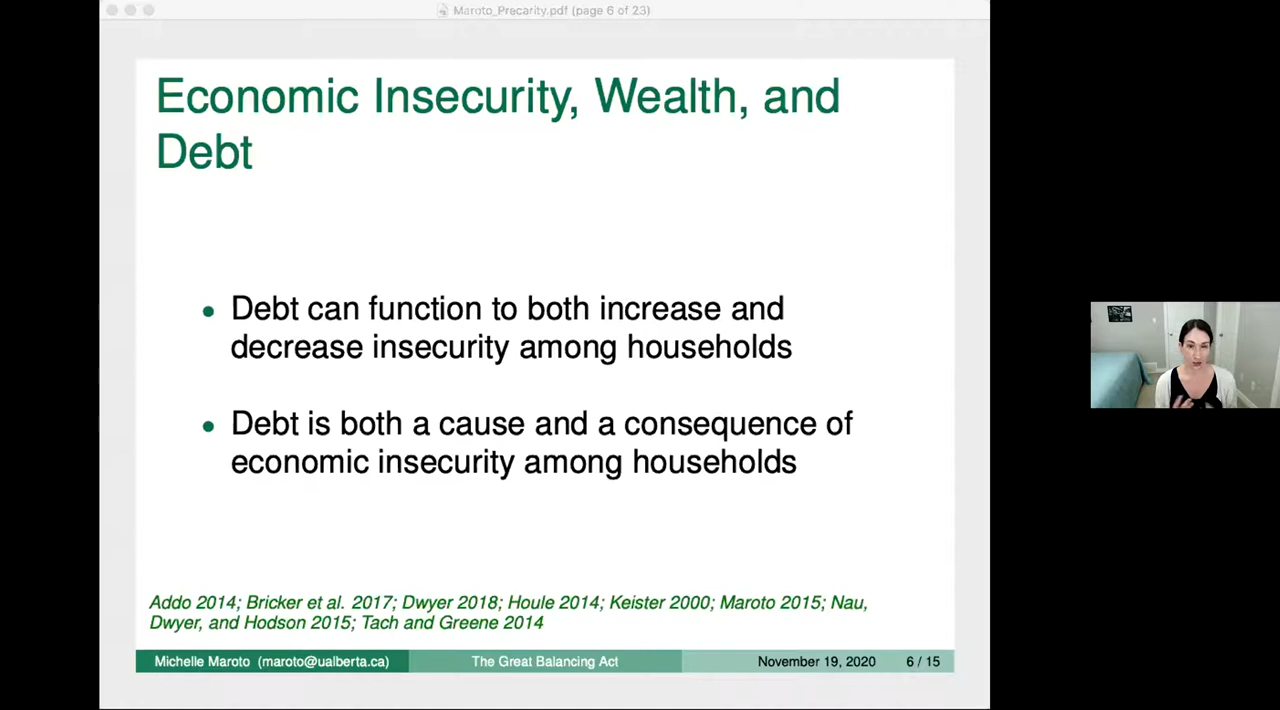 Maroto_Precarity.pdf (page 6 of 23)
Economic Insecurity, Wealth, and
Debt
• Debt can function to both increase and
decrease insecurity among households
• Debt is both a cause and a consequence of
economic insecurity among households
Addo 2014; Bricker et al. 2017; Dwyer 2018; Houle 2014; Keister 2000; Maroto 2015; Nau,
Dwyer, and Hodson 2015; Tach and Greene 2014
Michelle Maroto (maroto@ualberta.ca) The Great Balancing Act November 19, 2020 6 / 15